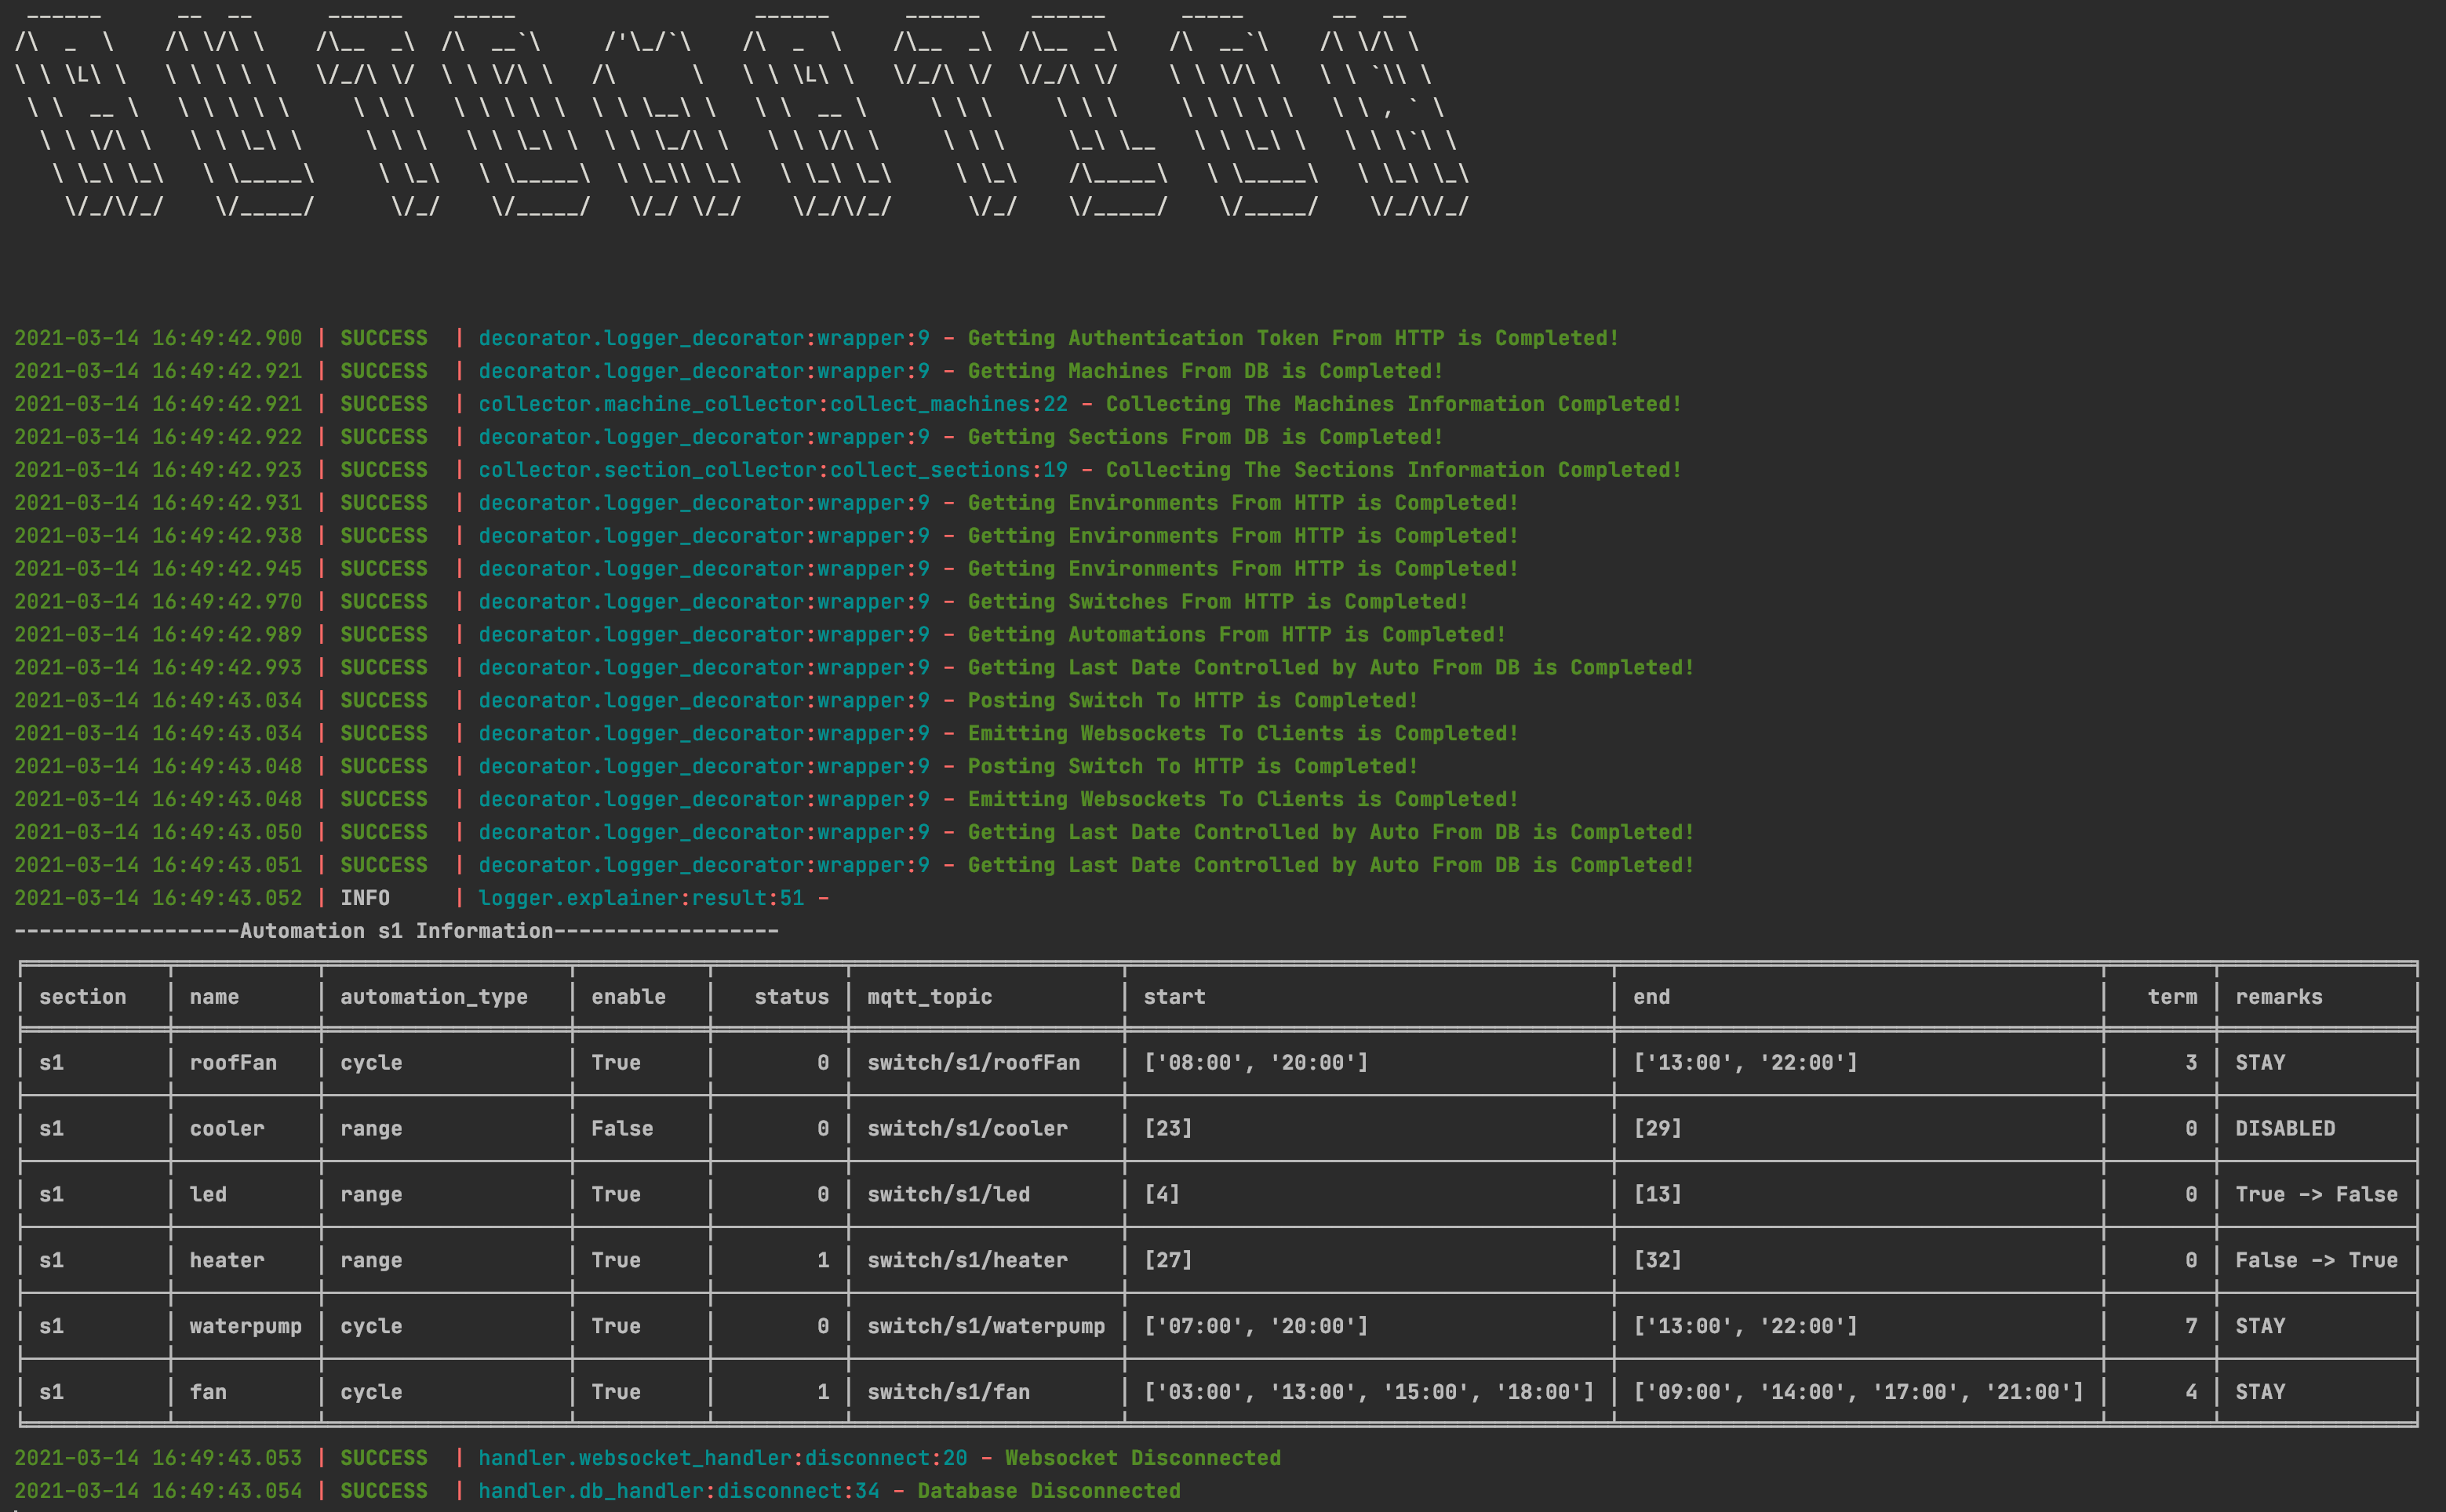 AUTOMATION
2021-03-14 16:49:42.900 | SUCCESS  | decorator.logger_decorator:wrapper:9 - Getting Authentication Token From HTTP is Completed!
2021-03-14 16:49:42.921 | SUCCESS  | decorator.logger_decorator:wrapper:9 - Getting Machines From DB is Completed!
2021-03-14 16:49:42.921 | SUCCESS  | collector.machine_collector:collect_machines:22 - Collecting The Machines Information Completed!
2021-03-14 16:49:42.922 | SUCCESS  | decorator.logger_decorator:wrapper:9 - Getting Sections From DB is Completed!
2021-03-14 16:49:42.923 | SUCCESS  | collector.section_collector:collect_sections:19 - Collecting The Sections Information Completed!
2021-03-14 16:49:42.931 | SUCCESS  | decorator.logger_decorator:wrapper:9 - Getting Environments From HTTP is Completed!
2021-03-14 16:49:42.938 | SUCCESS  | decorator.logger_decorator:wrapper:9 - Getting Environments From HTTP is Completed!
2021-03-14 16:49:42.945 | SUCCESS  | decorator.logger_decorator:wrapper:9 - Getting Environments From HTTP is Completed!
2021-03-14 16:49:42.970 | SUCCESS  | decorator.logger_decorator:wrapper:9 - Getting Switches From HTTP is Completed!
2021-03-14 16:49:42.989 | SUCCESS  | decorator.logger_decorator:wrapper:9 - Getting Automations From HTTP is Completed!
2021-03-14 16:49:42.993 | SUCCESS  | decorator.logger_decorator:wrapper:9 - Getting Last Date Controlled by Auto From DB is Completed!
2021-03-14 16:49:43.034 | SUCCESS  | decorator.logger_decorator:wrapper:9 - Posting Switch To HTTP is Completed!
2021-03-14 16:49:43.034 | SUCCESS  | decorator.logger_decorator:wrapper:9 - Emitting Websockets To Clients is Completed!
2021-03-14 16:49:43.048 | SUCCESS  | decorator.logger_decorator:wrapper:9 - Posting Switch To HTTP is Completed!
2021-03-14 16:49:43.048 | SUCCESS  | decorator.logger_decorator:wrapper:9 - Emitting Websockets To Clients is Completed!
2021-03-14 16:49:43.050 | SUCCESS  | decorator.logger_decorator:wrapper:9 - Getting Last Date Controlled by Auto From DB is Completed!
2021-03-14 16:49:43.051 | SUCCESS  | decorator.logger_decorator:wrapper:9 - Getting Last Date Controlled by Auto From DB is Completed!
2021-03-14 16:49:43.052 | INFO     | logger.explainer:result:51 -
------------------Automation s1 Information------------------
| section | name | automation_type | enable | status | mqtt_topic | start | end | term | remarks |
| s1 | roofFan | cycle | True | 0 | switch/s1/roofFan | ['08:00', '20:00'] | ['13:00', '22:00'] | 3 | STAY |
| s1 | cooler | range | False | 0 | switch/s1/cooler | [23] | [29] | 0 | DISABLED |
| s1 | led | range | True | 0 | switch/s1/led | [4] | [13] | 0 | True -> False |
| s1 | heater | range | True | 1 | switch/s1/heater | [27] | [32] | 0 | False -> True |
| s1 | waterpump | cycle | True | 0 | switch/s1/waterpump | ['07:00', '20:00'] | ['13:00', '22:00'] | 7 | STAY |
| s1 | fan | cycle | True | 1 | switch/s1/fan | ['03:00', '13:00', '15:00', '18:00'] | ['09:00', '14:00', '17:00', '21:00'] | 4 | STAY |
2021-03-14 16:49:43.053 | SUCCESS  | handler.websocket_handler:disconnect:20 - Websocket Disconnected
2021-03-14 16:49:43.054 | SUCCESS  | handler.db_handler:disconnect:34 - Database Disconnected